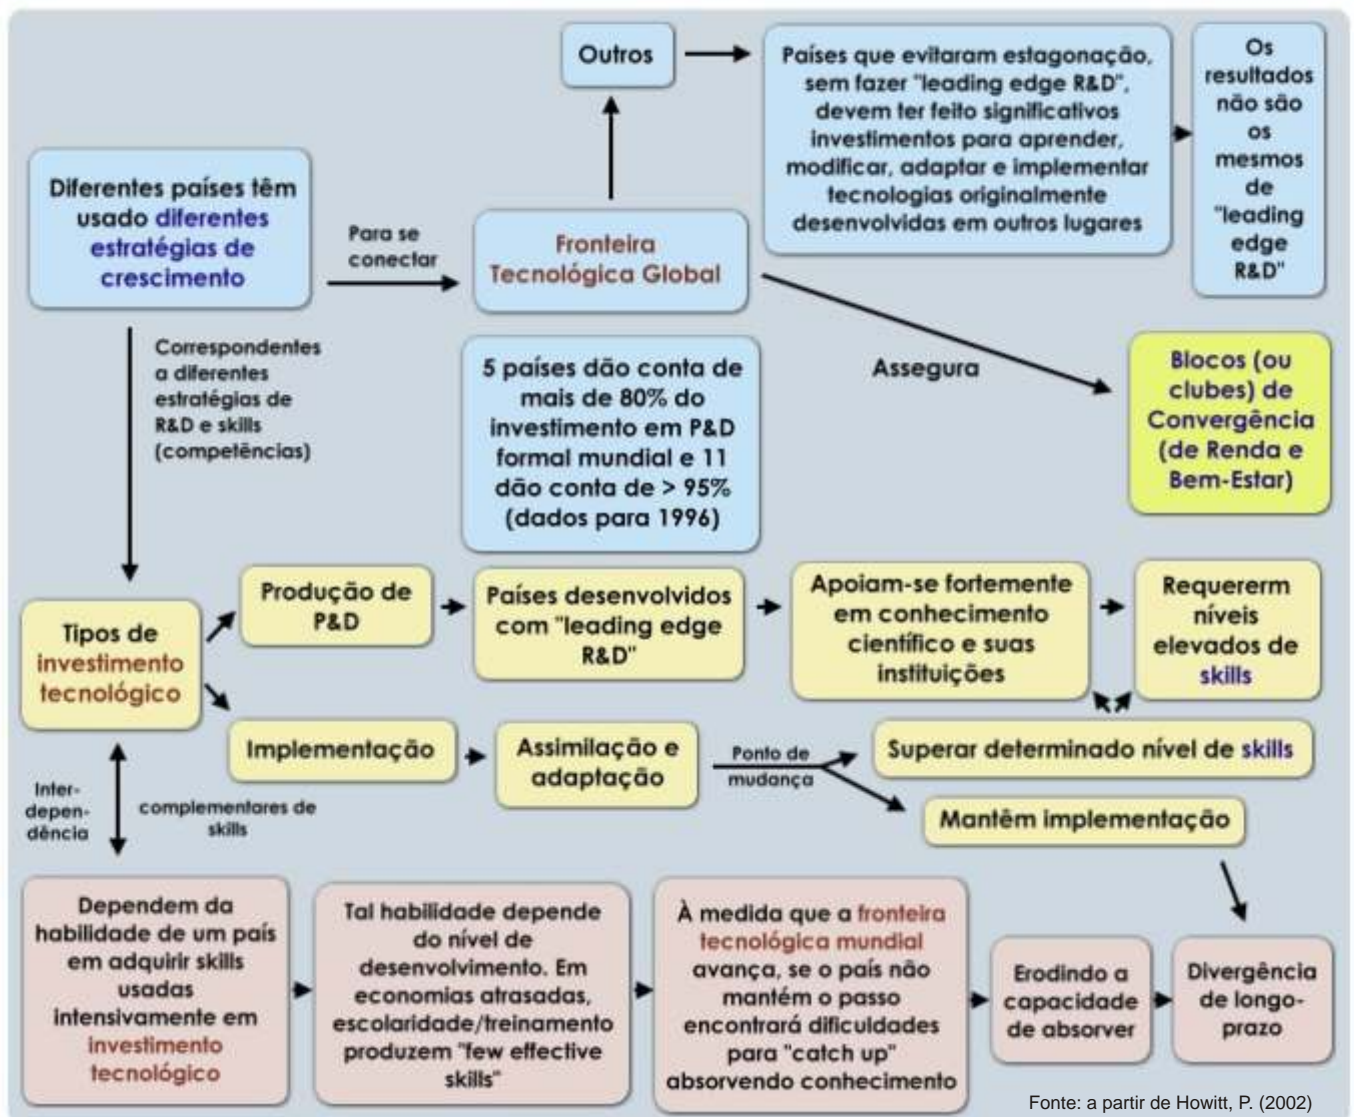 Outros
Países que evitaram estagonação,
sem fazer "leading edge R&D",
devem ter feito significativos
investimentos para aprender,
modificar, adaptar e implementar
tecnologias originalmente
desenvolvidas em outros lugares
Os
resultados
não são
os
mesmos
de
"leading
edge
R&D"
Diferentes países têm
usado diferentes
estratégias de
crescimento
Para se
conectar
Fronteira
Tecnológica Global
Correspondentes
a diferentes
estratégias de
R&D e skills
(competências)
5 países dão conta de
mais de 80% do
investimento em P&D
formal mundial e 11
dão conta de > 95%
(dados para 1996)
Assegura
Blocos (ou
clubes) de
Convergência
(de Renda e
Bem-Estar)
Tipos de
investimento
tecnológico
Produção de
P&D
Países desenvolvidos
com "leading edge
R&D"
Apoiam-se fortemente
em conhecimento
científico e suas
instituições
Requererm
níveis
elevados de
skills
Implementação
Assimilação e
adaptação
Ponto de
mudança
Superar determinado nível de skills
Mantêm implementação
Inter-
depen-
dência
complementares de
skills
Dependem da
habilidade de um país
em adquirir skills
usadas
intensivamente em
investimento
tecnológico
Tal habilidade depende
do nível de
desenvolvimento. Em
economias atrasadas,
escolaridade/treinamento
produzem "few effective
skills"
À medida que a fronteira
tecnológica mundial
avança, se o país não
mantém o passo
encontrará dificuldades
para "catch up"
absorvendo conhecimento
Erodindo a
capacidade
de absorver
Divergência
de longo-
prazo
Fonte: a partir de Howitt, P. (2002)